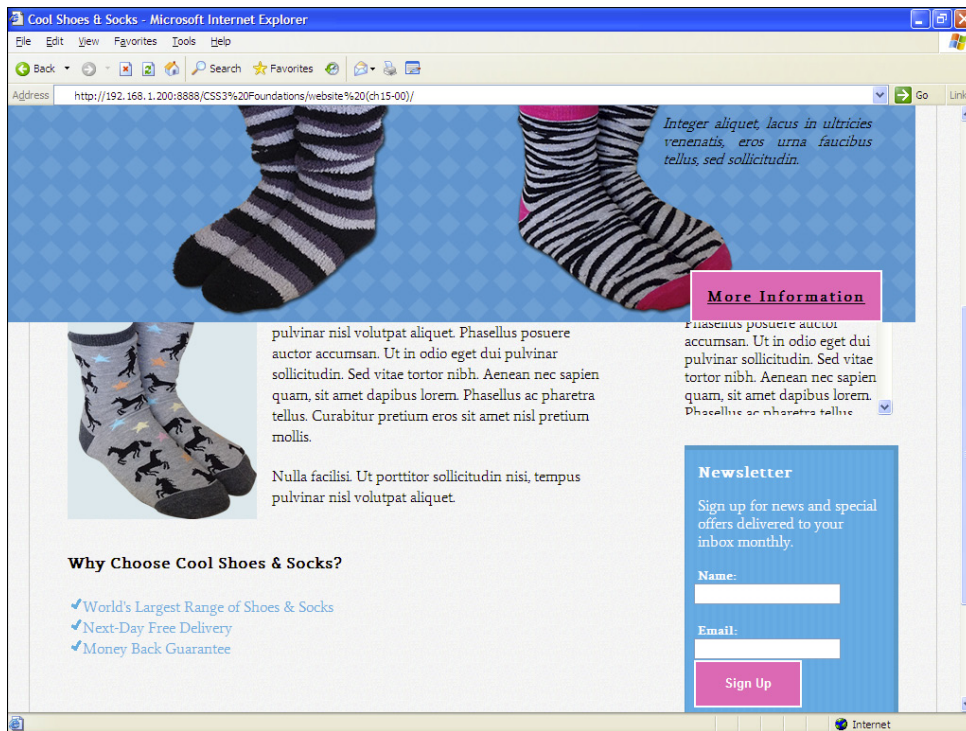 Cool Shoes & Socks - Microsoft Internet Explorer
File Edit View Favorites Tools Help
Back Search Favorites
Address http://192.168.1.200:8888/CSS3%20Foundations/website%20(ch15-00)/ Go Link
Integer aliquet, lacus in ultricies
venenatis, eros urna faucibus
tellus, sed sollicitudin.
More Information
pulvinar nisl volutpat aliquet. Phasellus posuere
auctor accumsan. Ut in odio eget dui pulvinar
sollicitudin. Sed vitae tortor nibh. Aenean nec sapien
quam, sit amet dapibus lorem. Phasellus ac pharetra
tellus. Curabitur pretium eros sit amet nisl pretium
mollis.
Nulla facilisi. Ut porttitor sollicitudin nisi, tempus
pulvinar nisl volutpat aliquet.
Phasellus posuere auctor
accumsan. Ut in odio eget dui
pulvinar sollicitudin. Sed vitae
tortor nibh. Aenean nec sapien
quam, sit amet dapibus lorem.
Phasellus ac pharetra tellus
Why Choose Cool Shoes & Socks?
World's Largest Range of Shoes & Socks
Next-Day Free Delivery
Money Back Guarantee
Newsletter
Sign up for news and special
offers delivered to your
inbox monthly.
Name:
Email:
Sign Up
Internet